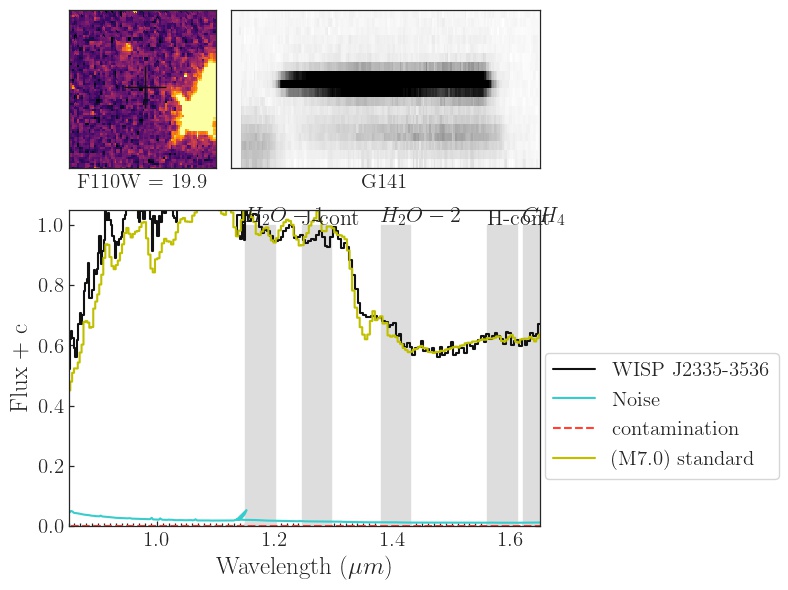 F110W = 19.9
G141
H₂O − 1
J-cont
H₂O − 2
H-cont
CH₄
1.0
0.8
0.6
0.4
0.2
0.0
Flux + c
1.0
1.2
1.4
1.6
Wavelength (μm)
WISP J2335-3536
Noise
contamination
(M7.0) standard